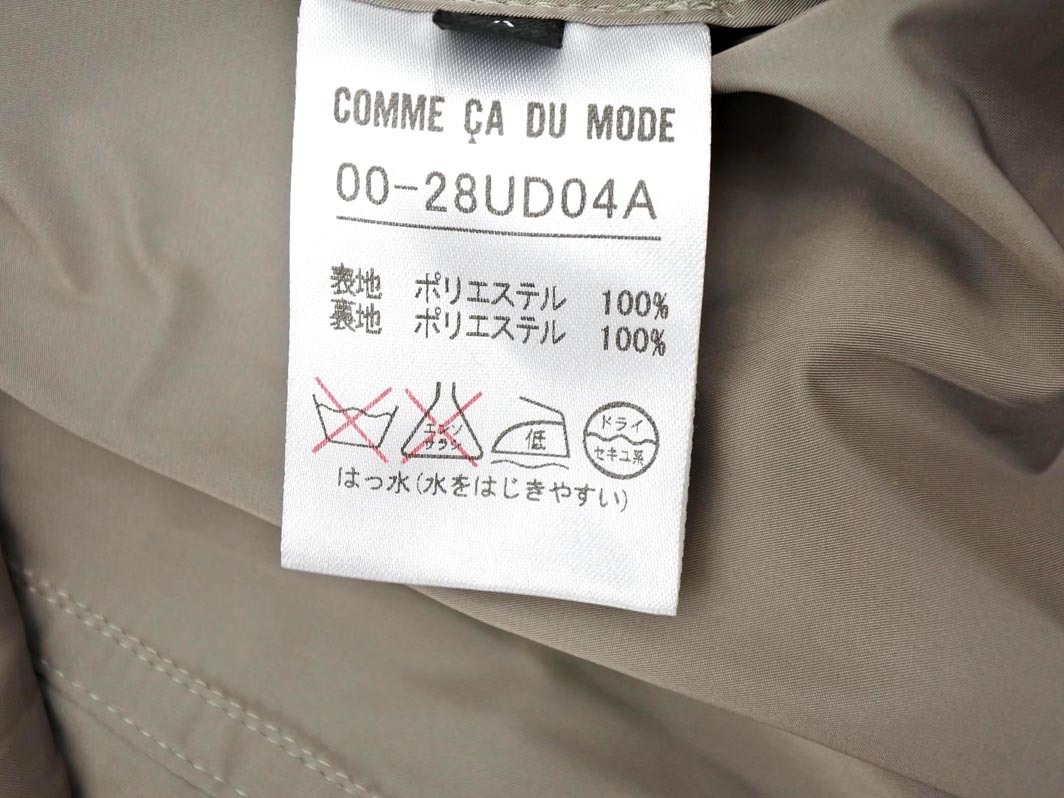 COMME ÇA DU MODE
00-28UD04A
表地 ポリエステル 100%
裏地 ポリエステル 100%
エンソ
サラシ
低
ドライ
セキユ系
はっ水(水をはじきやすい)